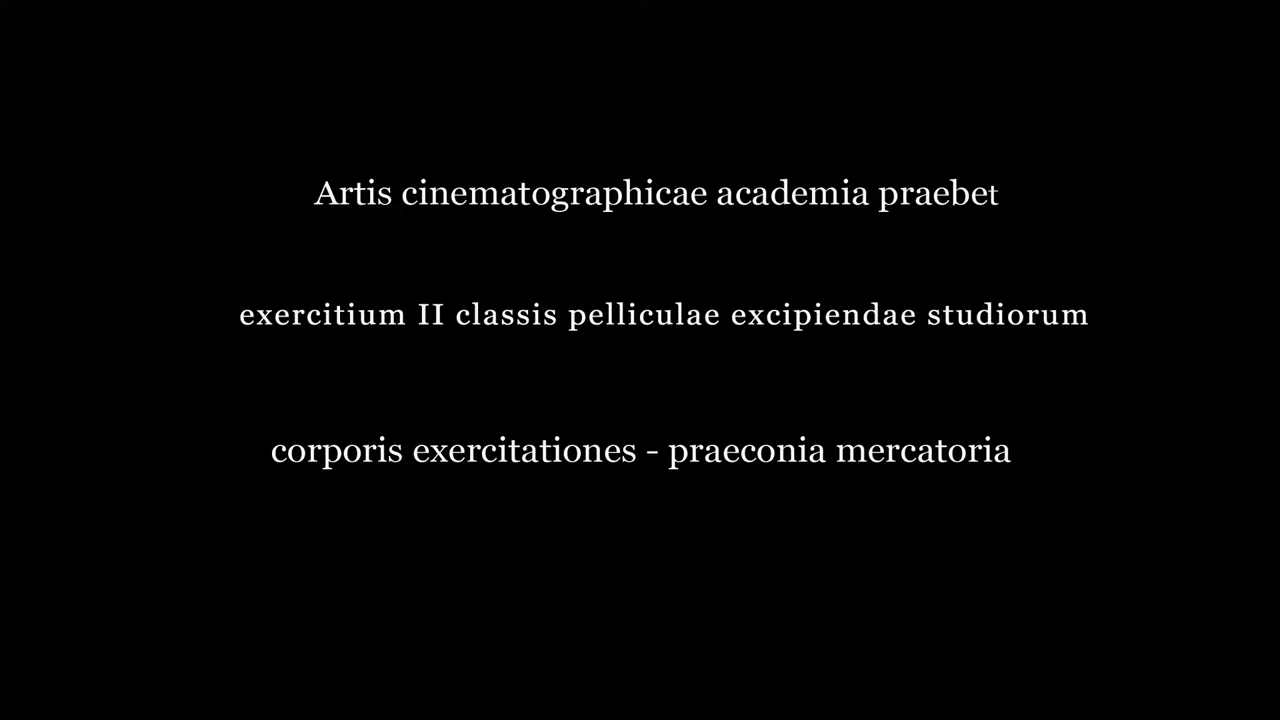 Artis cinematographicae academia praebet
exercitium II classis pelliculae excipiendae studiorum
corporis exercitationes - praeconia mercatoria